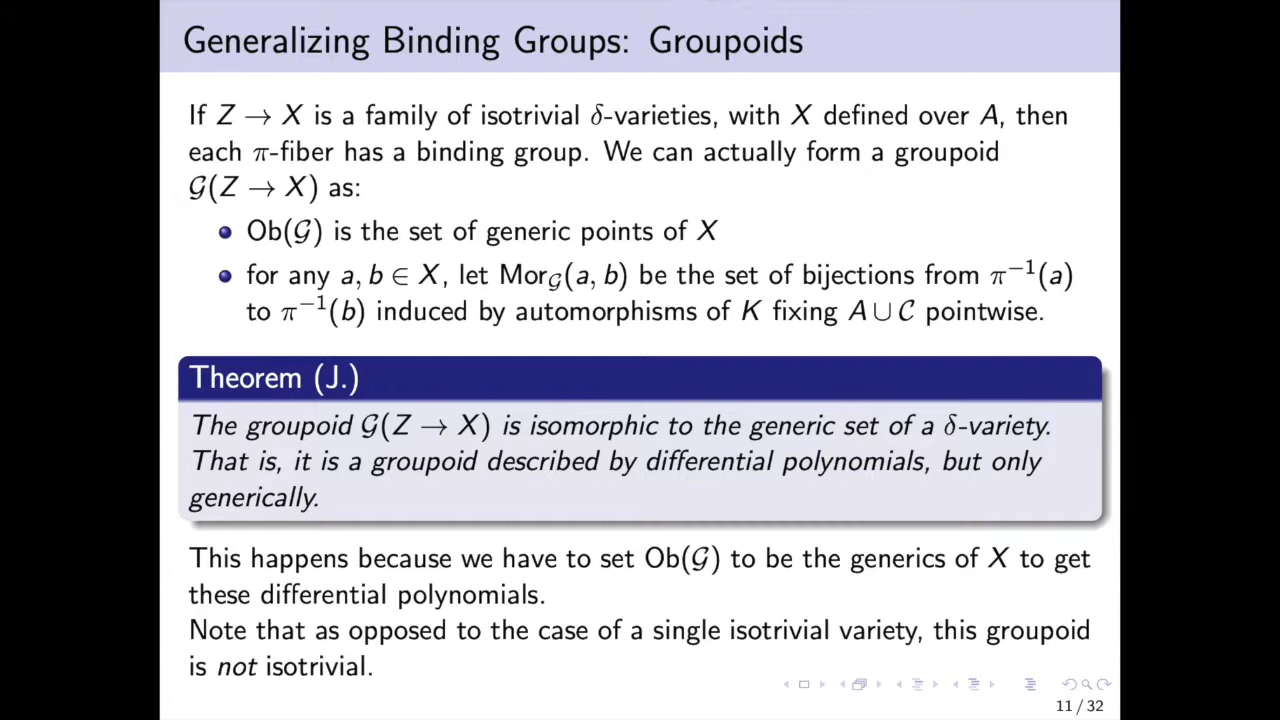 Generalizing Binding Groups: Groupoids
If Z → X is a family of isotrivial δ-varieties, with X defined over A, then
each π-fiber has a binding group. We can actually form a groupoid
𝒢(Z → X) as:
Ob(𝒢) is the set of generic points of X
for any a, b ∈ X, let Mor𝒢(a, b) be the set of bijections from π⁻¹(a)
to π⁻¹(b) induced by automorphisms of K fixing A ∪ 𝒞 pointwise.
Theorem (J.)
The groupoid 𝒢(Z → X) is isomorphic to the generic set of a δ-variety.
That is, it is a groupoid described by differential polynomials, but only
generically.
This happens because we have to set Ob(𝒢) to be the generics of X to get
these differential polynomials.
Note that as opposed to the case of a single isotrivial variety, this groupoid
is not isotrivial.
11 / 32